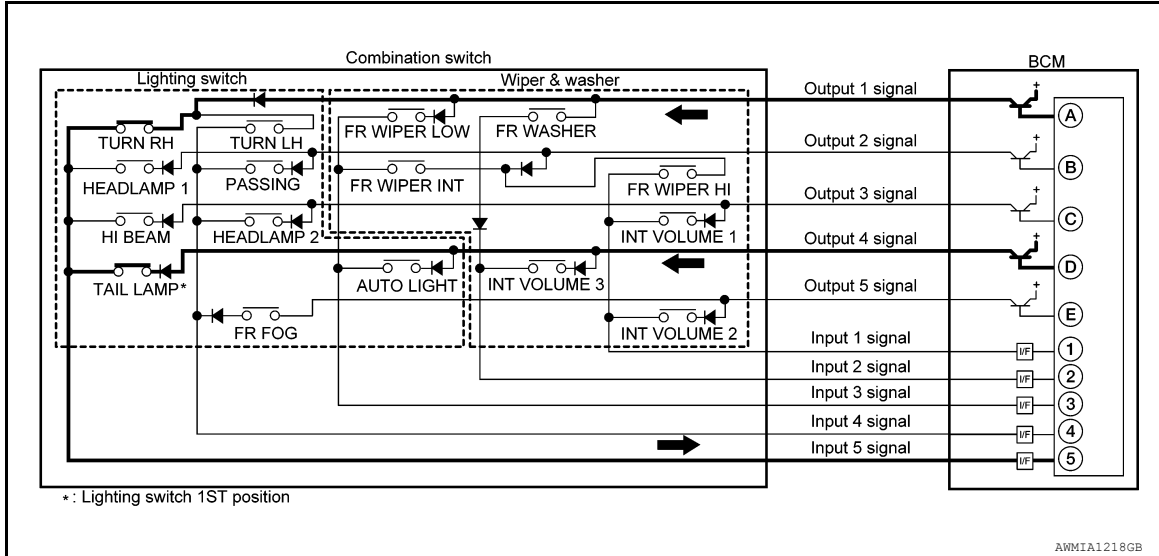 Combination switch
BCM
Lighting switch
Wiper & washer
Output 1 signal
+
A
FR WIPER LOW
FR WASHER
TURN RH
TURN LH
Output 2 signal
+
B
HEADLAMP 1
PASSING
FR WIPER INT
FR WIPER HI
Output 3 signal
+
C
HI BEAM
HEADLAMP 2
INT VOLUME 1
Output 4 signal
+
D
TAIL LAMP*
AUTO LIGHT
INT VOLUME 3
Output 5 signal
+
E
FR FOG
INT VOLUME 2
Input 1 signal
I/F
1
Input 2 signal
I/F
2
Input 3 signal
I/F
3
Input 4 signal
I/F
4
Input 5 signal
I/F
5
* : Lighting switch 1ST position
AWMIA1218GB